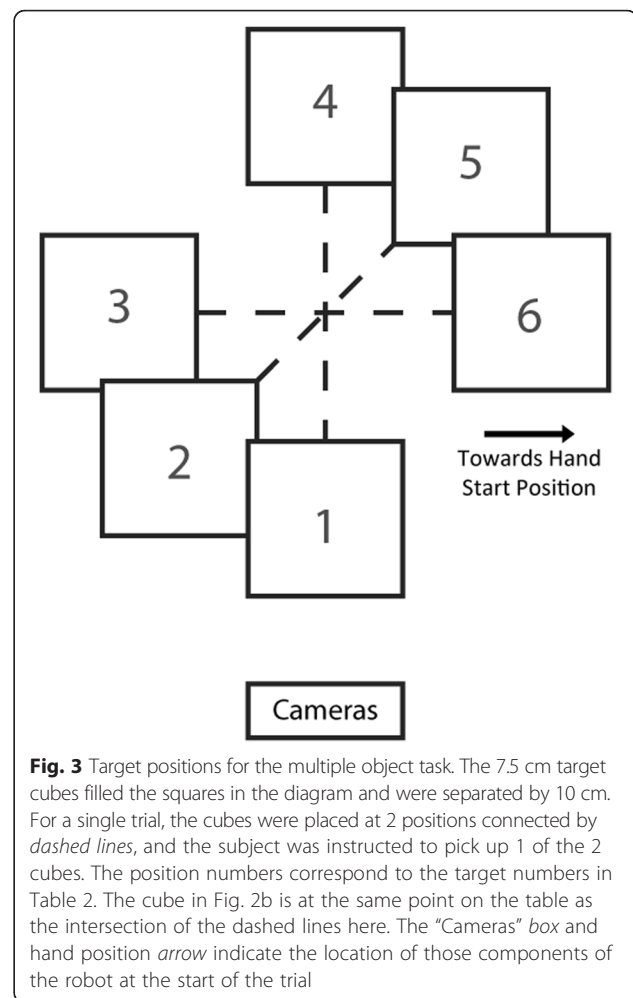 4
5
3
6
2
1
Towards Hand
Start Position
Cameras
Fig. 3 Target positions for the multiple object task. The 7.5 cm target
cubes filled the squares in the diagram and were separated by 10 cm.
For a single trial, the cubes were placed at 2 positions connected by
dashed lines, and the subject was instructed to pick up 1 of the 2
cubes. The position numbers correspond to the target numbers in
Table 2. The cube in Fig. 2b is at the same point on the table as
the intersection of the dashed lines here. The “Cameras” box and
hand position arrow indicate the location of those components of
the robot at the start of the trial